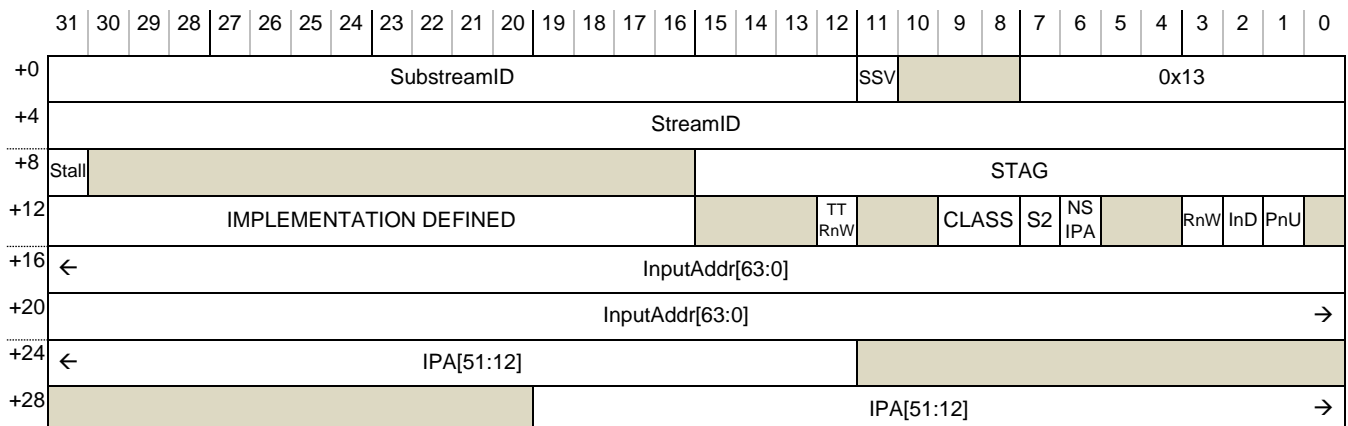 31 30 29 28 27 26 25 24 23 22 21 20 19 18 17 16 15 14 13 12 11 10 9 8 7 6 5 4 3 2 1 0
+0 SubstreamID SSV 0x13
+4 StreamID
+8 Stall STAG
+12 IMPLEMENTATION DEFINED TT RnW CLASS S2 NS IPA RnW InD PnU
+16 ← InputAddr[63:0]
+20 InputAddr[63:0] →
+24 ← IPA[51:12]
+28 IPA[51:12] →